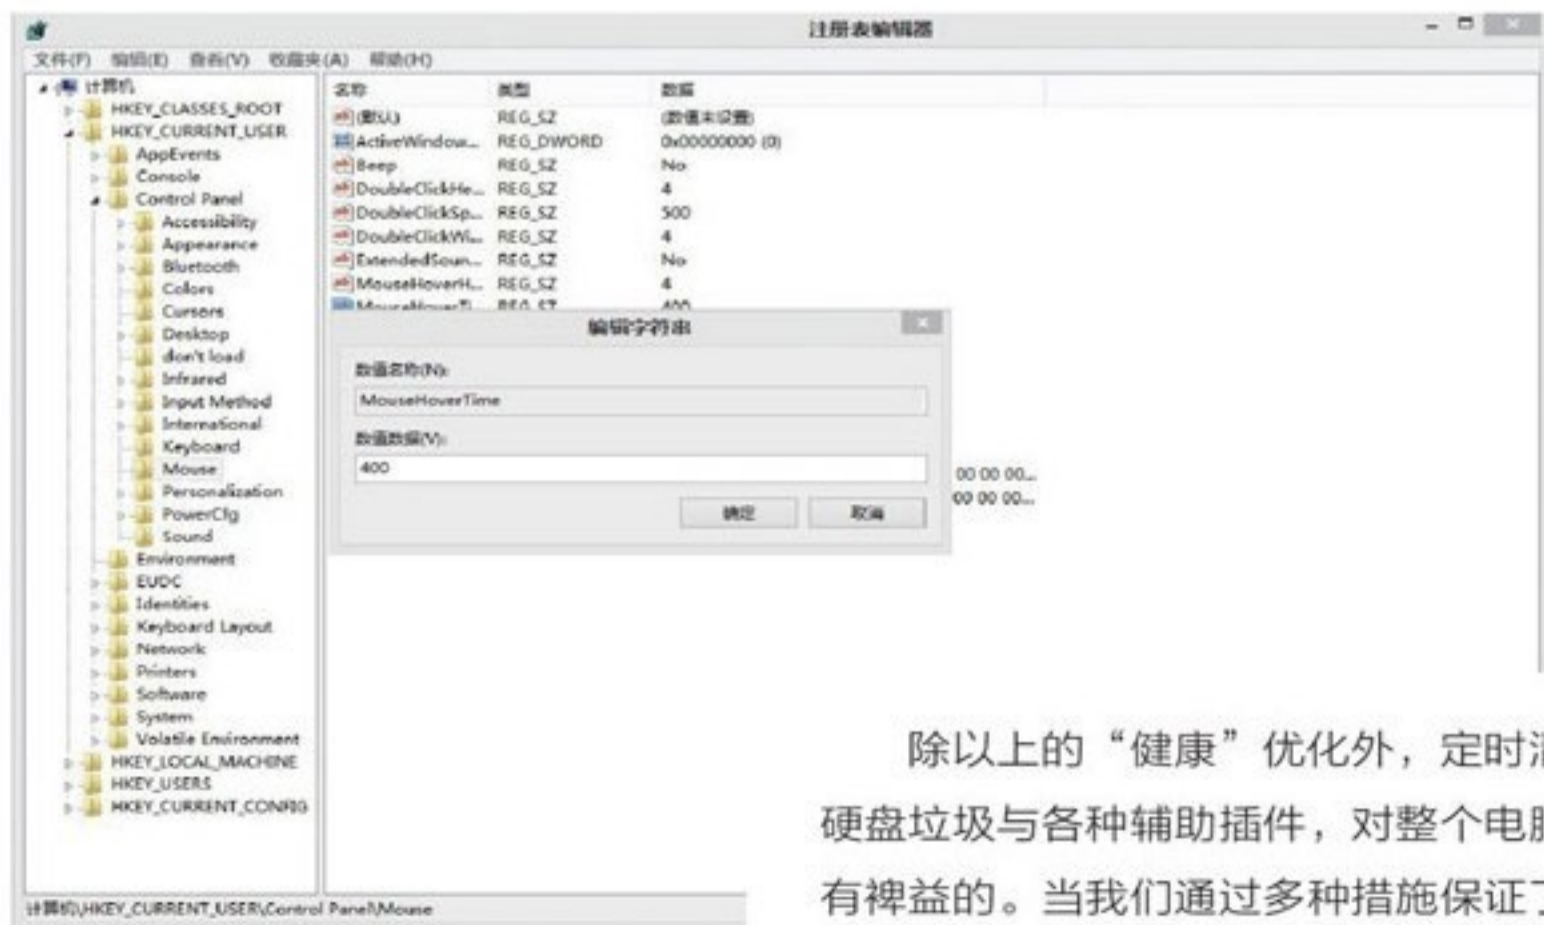 注册表编辑器
文件(F) 编辑(E) 查看(V) 收藏夹(A) 帮助(H)
计算机
HKEY_CLASSES_ROOT
HKEY_CURRENT_USER
AppEvents
Console
Control Panel
Accessibility
Appearance
Bluetooth
Colors
Cursors
Desktop
don't load
Infrared
Input Method
International
Keyboard
Mouse
Personalization
PowerCfg
Sound
Environment
EUDC
Identities
Keyboard Layout
Network
Printers
Software
System
Volatile Environment
HKEY_LOCAL_MACHINE
HKEY_USERS
HKEY_CURRENT_CONFIG
名称 类型 数据
(默认) REG_SZ (数值未设置)
ActiveWindow... REG_DWORD 0x00000000 (0)
Beep REG_SZ No
DoubleClickHe... REG_SZ 4
DoubleClickSp... REG_SZ 500
DoubleClickWi... REG_SZ 4
ExtendedSoun... REG_SZ No
MouseHoverH... REG_SZ 4
MouseHoverTi... REG_SZ 400
编辑字符串
数值名称(N):
MouseHoverTime
数值数据(V):
400
确定 取消
00 00 00...
00 00 00...
计算机\HKEY_CURRENT_USER\Control Panel\Mouse
除以上的“健康”优化外，定时
硬盘垃圾与各种辅助插件，对整个电
有裨益的。当我们通过多种措施保证